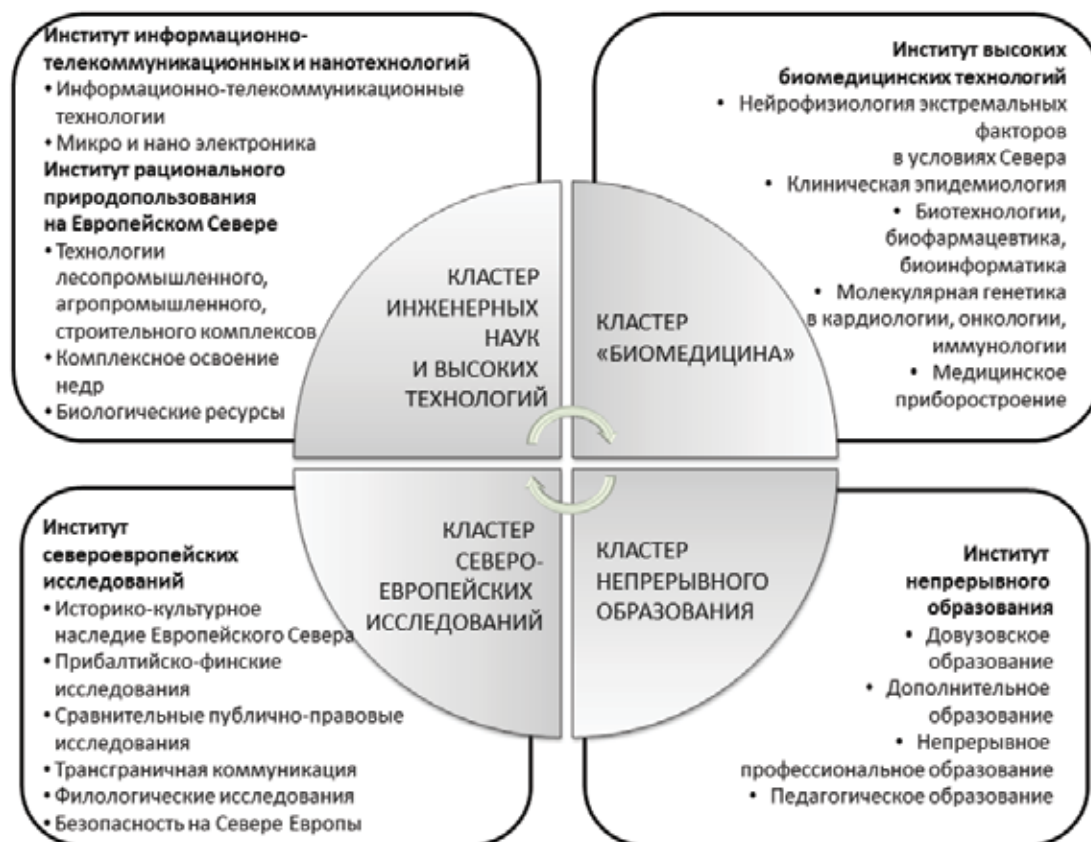 Институт информационно-
телекоммуникационных и нанотехнологий
• Информационно-телекоммуникационные
технологии
• Микро и нано электроника
Институт рационального
природопользования
на Европейском Севере
• Технологии
лесопромышленного,
агропромышленного,
строительного комплексов
• Комплексное освоение
недр
• Биологические ресурсы
КЛАСТЕР
ИНЖЕНЕРНЫХ
НАУК
И ВЫСОКИХ
ТЕХНОЛОГИЙ
КЛАСТЕР
«БИОМЕДИЦИНА»
Институт высоких
биомедицинских технологий
• Нейрофизиология экстремальных
факторов
в условиях Севера
• Клиническая эпидемиология
• Биотехнологии,
биофармацевтика,
биоинформатика
• Молекулярная генетика
в кардиологии, онкологии,
иммунологии
• Медицинское
приборостроение
Институт
североевропейских
исследований
• Историко-культурное
наследие Европейского Севера
• Прибалтийско-финские
исследования
• Сравнительные публично-правовые
исследования
• Трансграничная коммуникация
• Филологические исследования
• Безопасность на Севере Европы
КЛАСТЕР
СЕВЕРО-
ЕВРОПЕЙСКИХ
ИССЛЕДОВАНИЙ
КЛАСТЕР
НЕПРЕРЫВНОГО
ОБРАЗОВАНИЯ
Институт
непрерывного
образования
• Довузовское
образование
• Дополнительное
образование
• Непрерывное
профессиональное образование
• Педагогическое образование